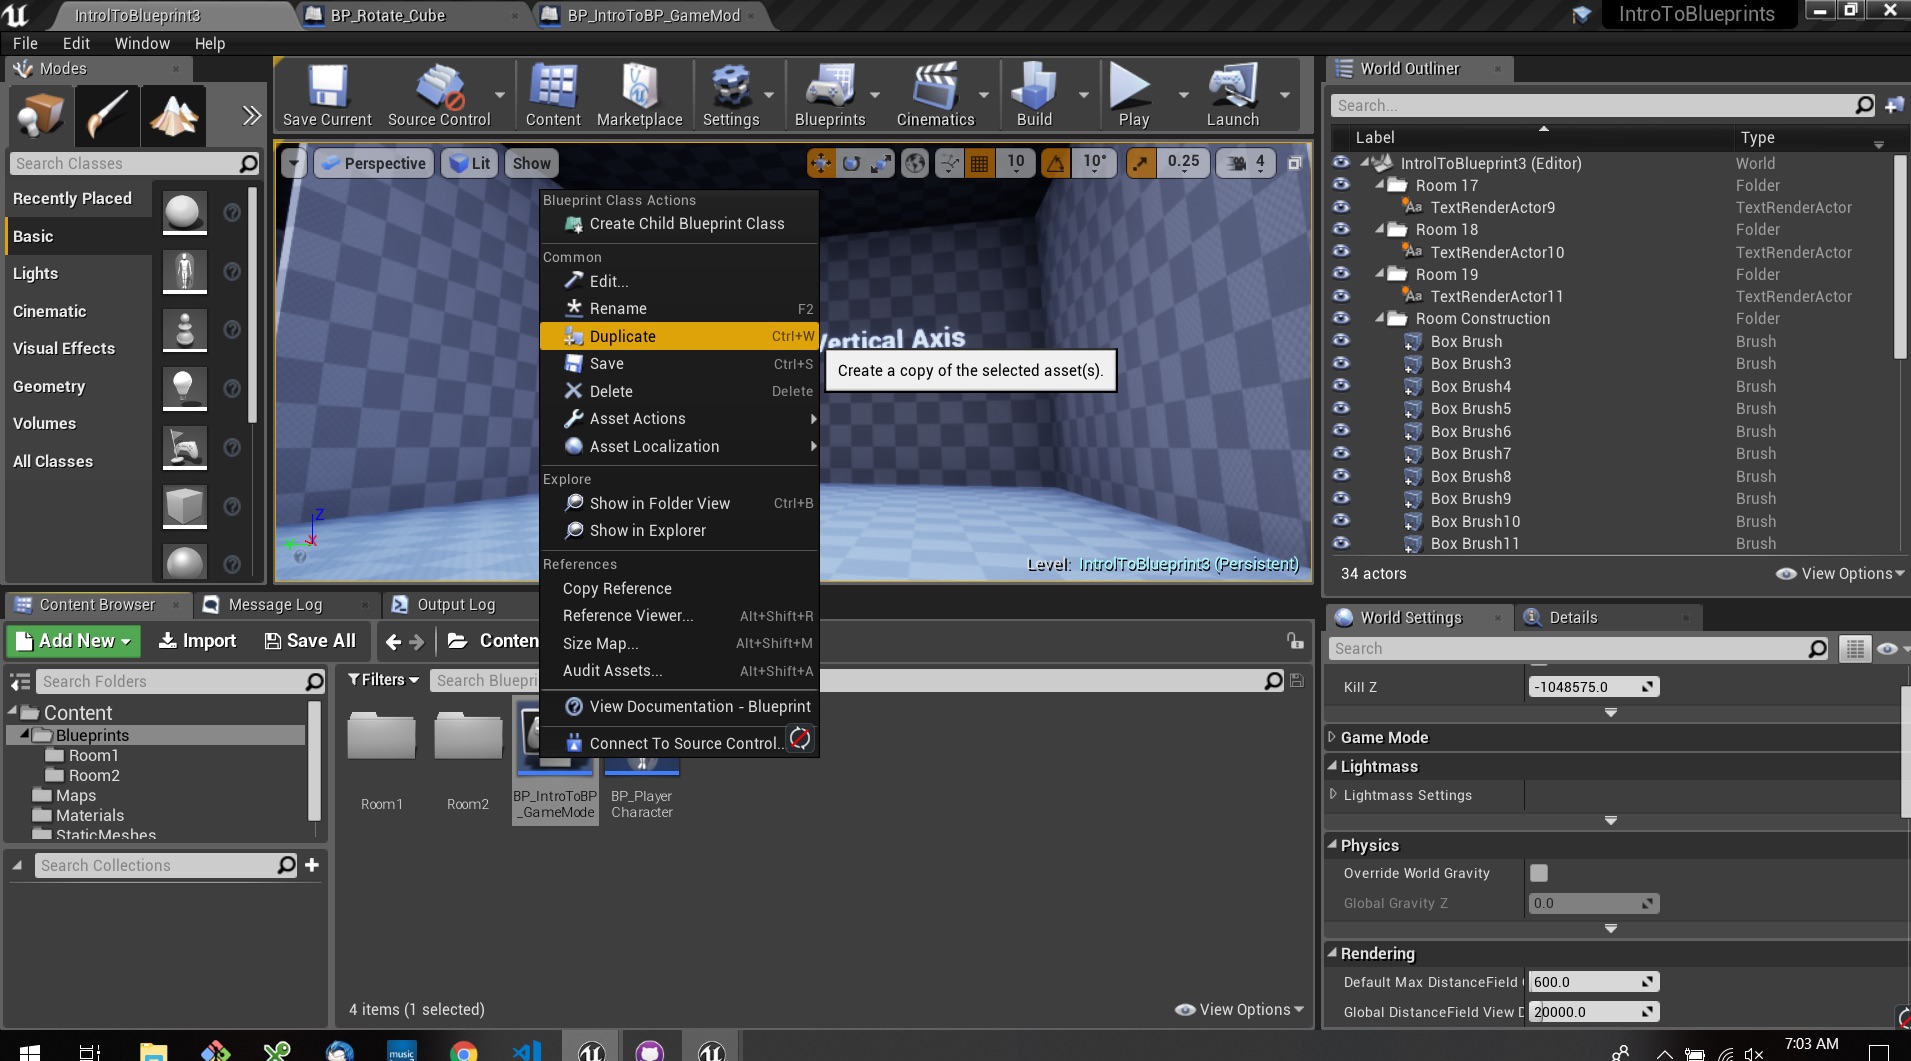 IntrolToBlueprint3
BP_Rotate_Cube
BP_IntroToBP_GameMod
IntroToBlueprints
File Edit Window Help
Modes
Search Classes
Recently Placed
Basic
Lights
Cinematic
Visual Effects
Geometry
Volumes
All Classes
Save Current
Source Control
Content
Marketplace
Settings
Blueprints
Cinematics
Build
Play
Launch
Perspective
Lit
Show
10
10°
0.25
4
Blueprint Class Actions
Create Child Blueprint Class
Common
Edit...
Rename F2
Duplicate Ctrl+W
Save Ctrl+S
Delete Delete
Asset Actions
Asset Localization
Explore
Show in Folder View Ctrl+B
Show in Explorer
References
Copy Reference
Reference Viewer... Alt+Shift+R
Size Map... Alt+Shift+M
Audit Assets... Alt+Shift+A
View Documentation - Blueprint
Connect To Source Control...
Vertical Axis
Create a copy of the selected asset(s).
Z
Level: IntrolToBlueprint3 (Persistent)
World Outliner
Search...
Label Type
IntrolToBlueprint3 (Editor) World
Room 17 Folder
TextRenderActor9 TextRenderActor
Room 18 Folder
TextRenderActor10 TextRenderActor
Room 19 Folder
TextRenderActor11 TextRenderActor
Room Construction Folder
Box Brush Brush
Box Brush3 Brush
Box Brush4 Brush
Box Brush5 Brush
Box Brush6 Brush
Box Brush7 Brush
Box Brush8 Brush
Box Brush9 Brush
Box Brush10 Brush
Box Brush11 Brush
34 actors
View Options
Content Browser
Message Log
Output Log
Add New
Import
Save All
Conten
Search Folders
Content
Blueprints
Room1
Room2
Maps
Materials
StaticMeshes
Search Collections
Filters
Search Bluepri
Room1
Room2
BP_IntroToBP
_GameMode
BP_Player
Character
4 items (1 selected)
View Options
World Settings
Details
Search
Kill Z -1048575.0
Game Mode
Lightmass
Lightmass Settings
Physics
Override World Gravity
Global Gravity Z 0.0
Rendering
Default Max DistanceField 600.0
Global DistanceField View D 20000.0
music
7:03 AM